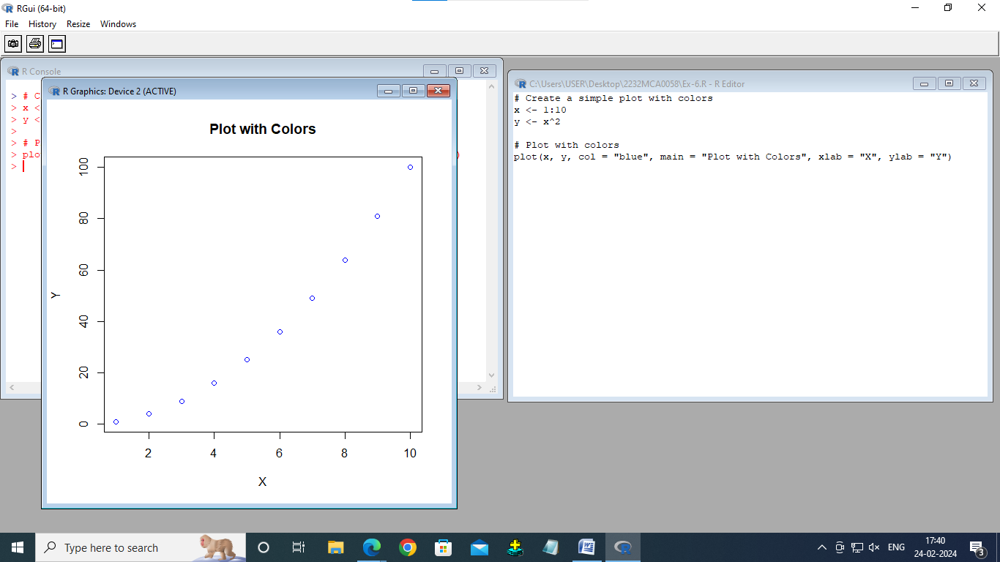 RGui (64-bit)
File History Resize Windows
R Console
> # C
> x <
> y <
>
> # P
> plo )
>
R Graphics: Device 2 (ACTIVE)
Plot with Colors
100
80
60
40
20
0
Y
2 4 6 8 10
X
C:\Users\USER\Desktop\2232MCA0058\Ex-6.R - R Editor
# Create a simple plot with colors
x <- 1:10
y <- x^2
# Plot with colors
plot(x, y, col = "blue", main = "Plot with Colors", xlab = "X", ylab = "Y")
Type here to search
ENG
17:40
24-02-2024
3